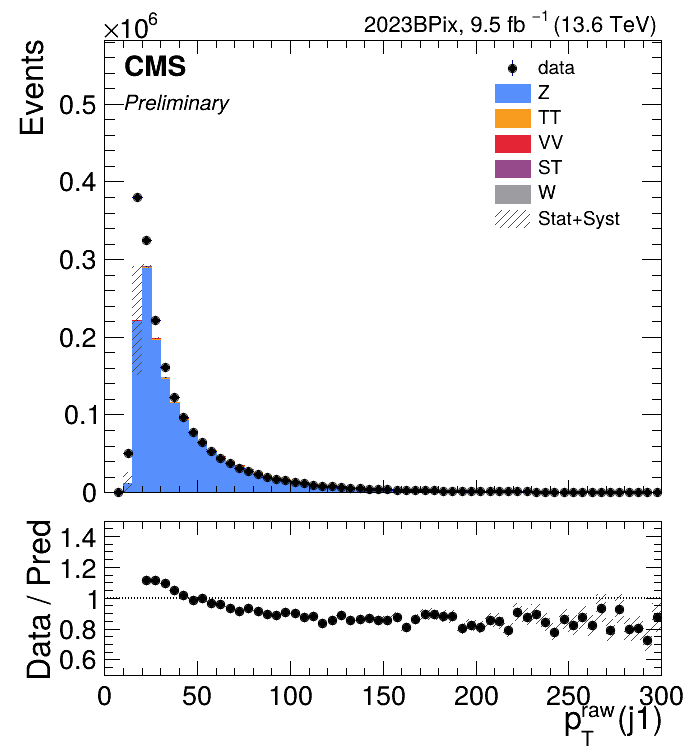 ×10⁶
2023BPix, 9.5 fb⁻¹ (13.6 TeV)
CMS
Preliminary
Events
data
Z
TT
VV
ST
W
Stat+Syst
0.5
0.4
0.3
0.2
0.1
0
Data / Pred
1.4
1.2
1
0.8
0.6
0 50 100 150 200 250 300
p_T^raw(j1)